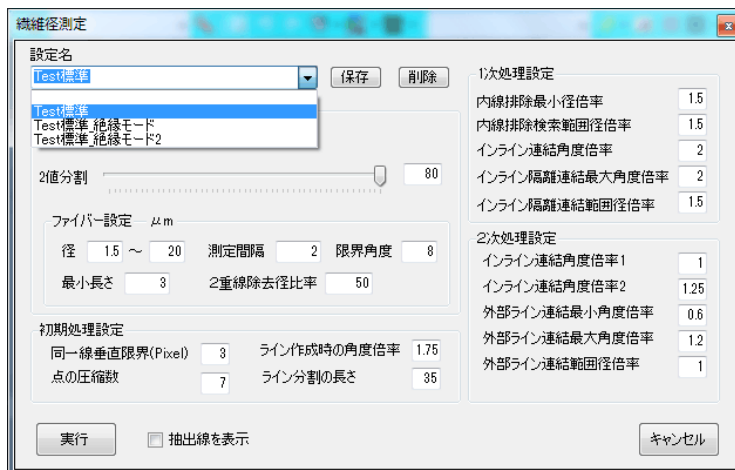 繊維径測定
設定名
Test標準
保存
削除
Test標準
Test標準_絶縁モード
Test標準_絶縁モード2
2値分割
80
ファイバー設定 μm
径 1.5 ～ 20 測定間隔 2 限界角度 8
最小長さ 3 2重線除去径比率 50
初期処理設定
同一線垂直限界(Pixel) 3 ライン作成時の角度倍率 1.75
点の圧縮数 7 ライン分割の長さ 35
1次処理設定
内線排除最小径倍率 1.5
内線排除検索範囲径倍率 1.5
インライン連結角度倍率 2
インライン隔離連結最大角度倍率 2
インライン隔離連結範囲径倍率 1.5
2次処理設定
インライン連結角度倍率1 1
インライン連結角度倍率2 1.25
外部ライン連結最小角度倍率 0.6
外部ライン連結最大角度倍率 1.2
外部ライン連結範囲径倍率 1
実行
抽出線を表示
キャンセル